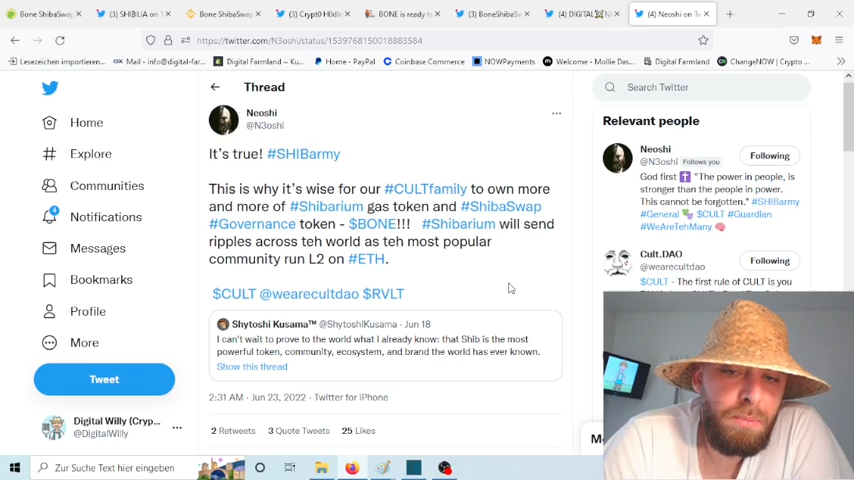 Bone ShibaSwap
(3) SHIBILIA on T
Bone ShibaSwap
(3) Crypt0 H0dle
BONE is ready t
(3) BoneShibaSw
(4) DIGITAL
(4) Neoshi on T
https://twitter.com/N3oshi/status/1539768150018883584
Lesezeichen importieren...
Mail - info@digital-far...
Digital Farmland ~ Ku...
Home - PayPal
Coinbase Commerce
NOWPayments
Welcome - Mollie Das...
Digital Farmland
ChangeNOW | Crypto ...
Home
Explore
Communities
4
Notifications
Messages
Bookmarks
Profile
More
Tweet
Digital Willy (Cryp...
@DigitalWilly
Thread
Neoshi
@N3oshi
It's true! #SHIBarmy
This is why it's wise for our #CULTfamily to own more
and more of #Shibarium gas token and #ShibaSwap
#Governance token - $BONE!!! #Shibarium will send
ripples across teh world as teh most popular
community run L2 on #ETH.
$CULT @wearecultdao $RVLT
Shytoshi Kusama™ @ShytoshiKusama · Jun 18
I can't wait to prove to the world what I already know: that Shib is the most
powerful token, community, ecosystem, and brand the world has ever known.
Show this thread
2:31 AM · Jun 23, 2022 · Twitter for iPhone
2 Retweets 3 Quote Tweets 25 Likes
Search Twitter
Relevant people
Neoshi
@N3oshi Follows you
Following
God first ✝ "The power in people, is
stronger than the people in power.
This cannot be forgotten." #SHIBarmy
#General $CULT #Guardian
#WeAreTehMany
Cult.DAO
@wearecultdao
Following
$CULT - The first rule of CULT is you
Zur Suche Text hier eingeben